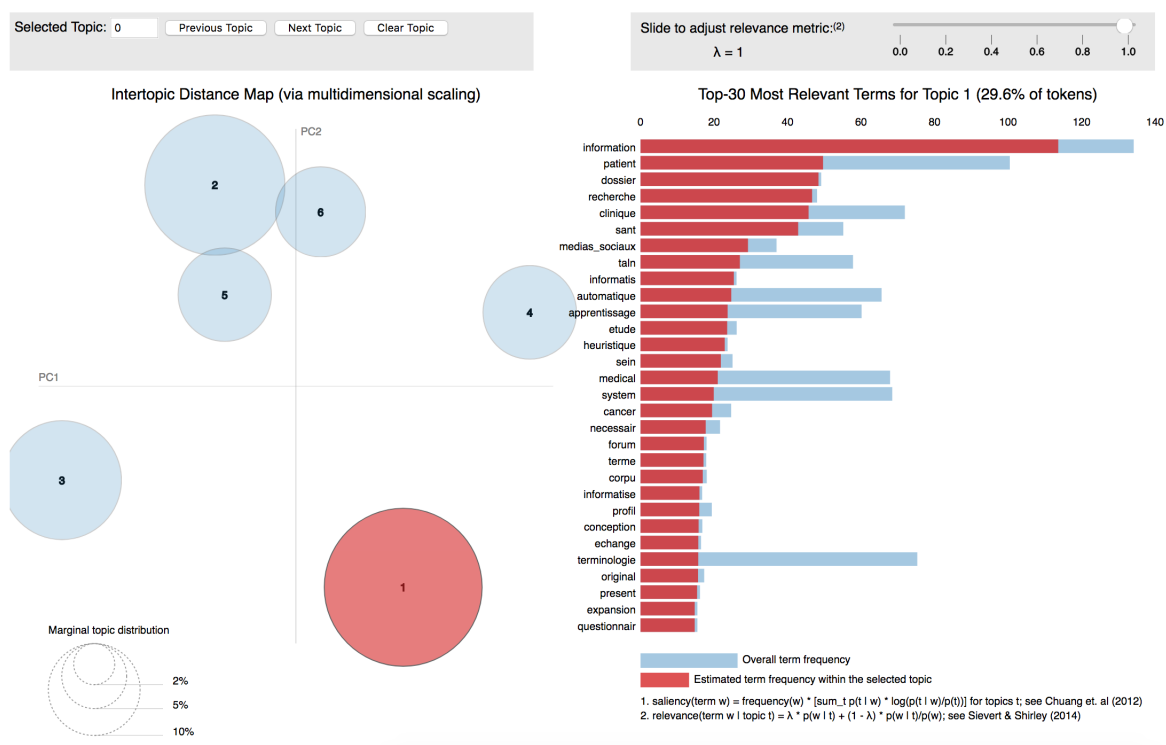 Selected Topic: 0 Previous Topic Next Topic Clear Topic
Slide to adjust relevance metric:(2)
λ = 1
0.0 0.2 0.4 0.6 0.8 1.0
Intertopic Distance Map (via multidimensional scaling)
PC2
PC1
2
6
5
4
3
1
Marginal topic distribution
2%
5%
10%
Top-30 Most Relevant Terms for Topic 1 (29.6% of tokens)
0 20 40 60 80 100 120 140
information
patient
dossier
recherche
clinique
sant
medias_sociaux
taln
informatis
automatique
apprentissage
etude
heuristique
sein
medical
system
cancer
necessair
forum
terme
corpu
informatise
profil
conception
echange
terminologie
original
present
expansion
questionnair
Overall term frequency
Estimated term frequency within the selected topic
1. saliency(term w) = frequency(w) * [sum_t p(t | w) * log(p(t | w)/p(t))] for topics t; see Chuang et. al (2012)
2. relevance(term w | topic t) = λ * p(w | t) + (1 - λ) * p(w | t)/p(w); see Sievert & Shirley (2014)